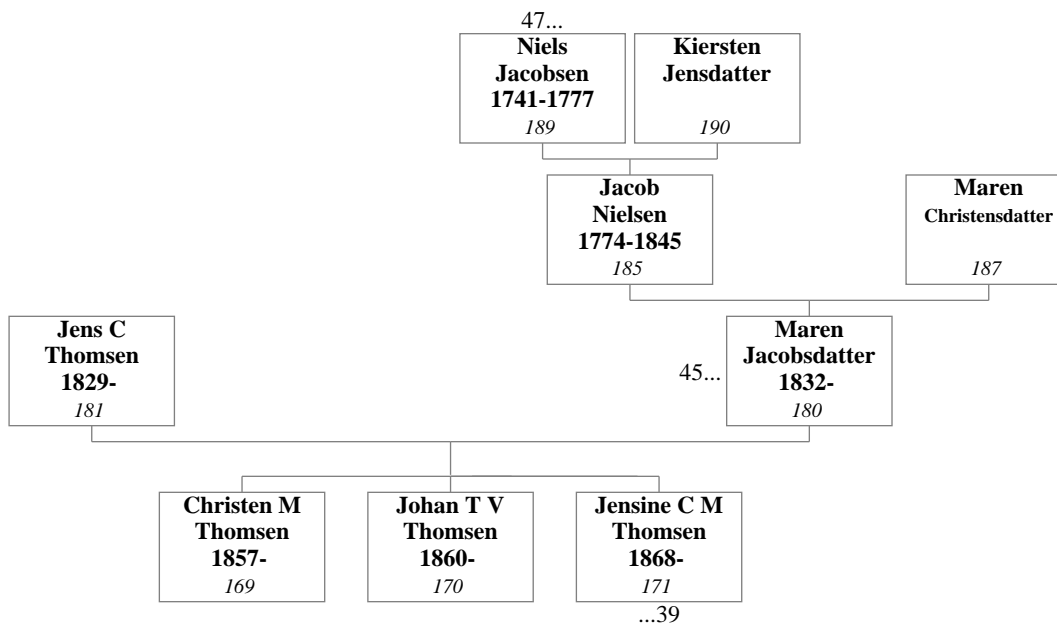 47...
Niels
Jacobsen
1741-1777
189
Kiersten
Jensdatter
190
Jacob
Nielsen
1774-1845
185
Maren
Christensdatter
187
Jens C
Thomsen
1829-
181
45...
Maren
Jacobsdatter
1832-
180
Christen M
Thomsen
1857-
169
Johan T V
Thomsen
1860-
170
Jensine C M
Thomsen
1868-
171
...39